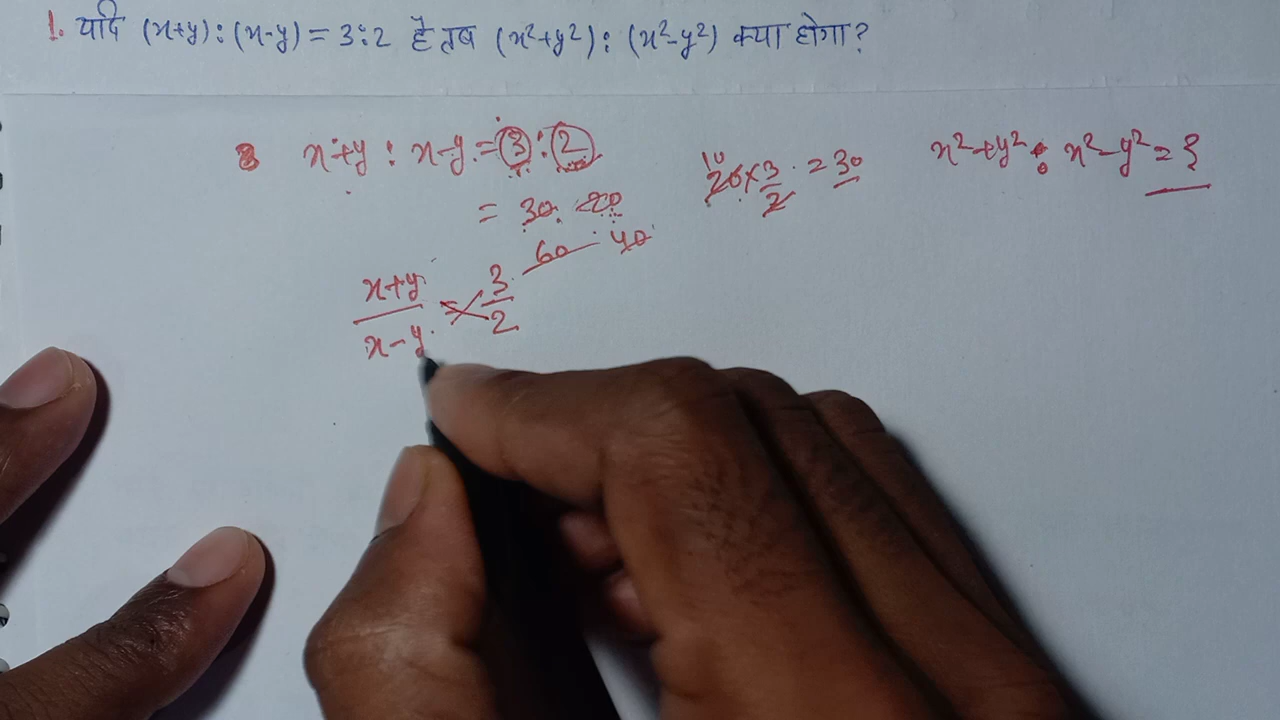 1. यदि (x+y) : (x-y) = 3:2 है तब (x²+y²) : (x²-y²) क्या होगा?
x+y : x-y = 3 : 2
x²+y² : x²-y² = ?
10
20 × 3/2 = 30
= 30 20
60 40
x+y/x-y = 3/2